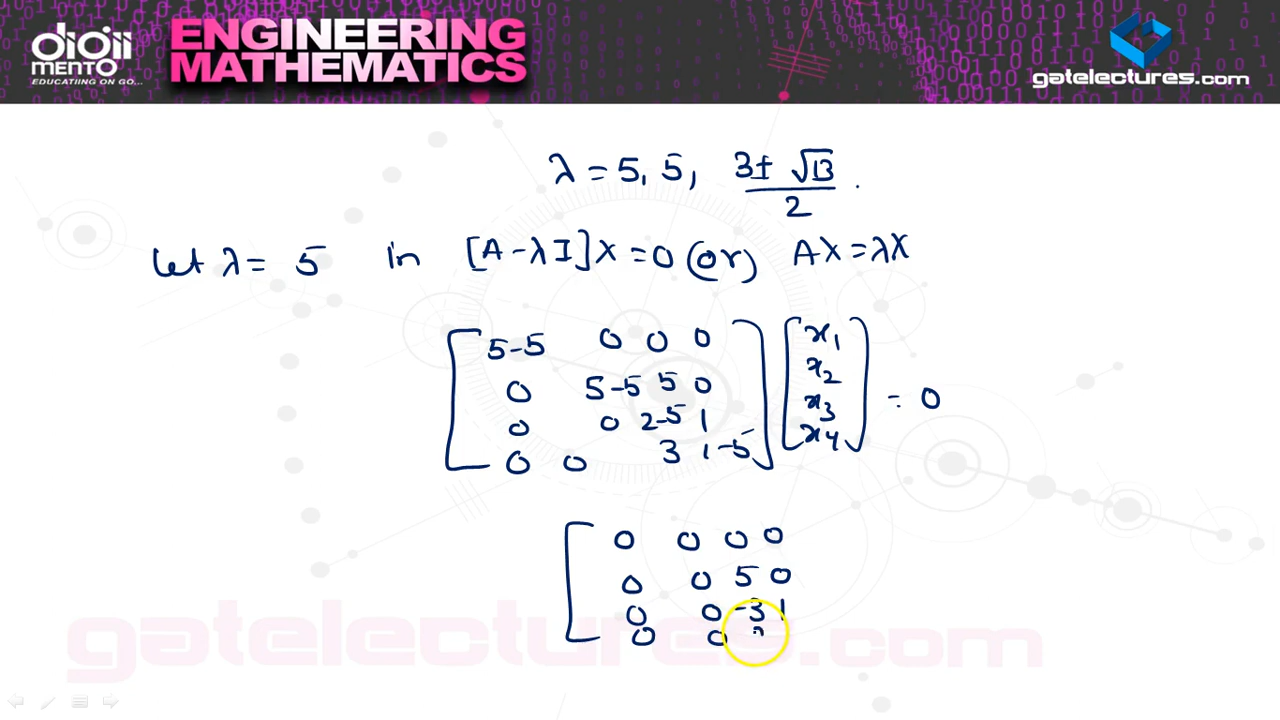 digii
MENTO
EDUCATIING ON GO...
ENGINEERING
MATHEMATICS
gatelectures.com
λ = 5, 5, 3± √13
2
Let λ = 5 in [A-λI]X = 0 (or) AX = λX
5-5 0 0 0 x1
0 5-5 5 0 x2
0 0 2-5 1 x3 = 0
0 0 3 1-5 x4
0 0 0 0
0 0 5 0
0 0 -3 1
0 0
gatelectures.com